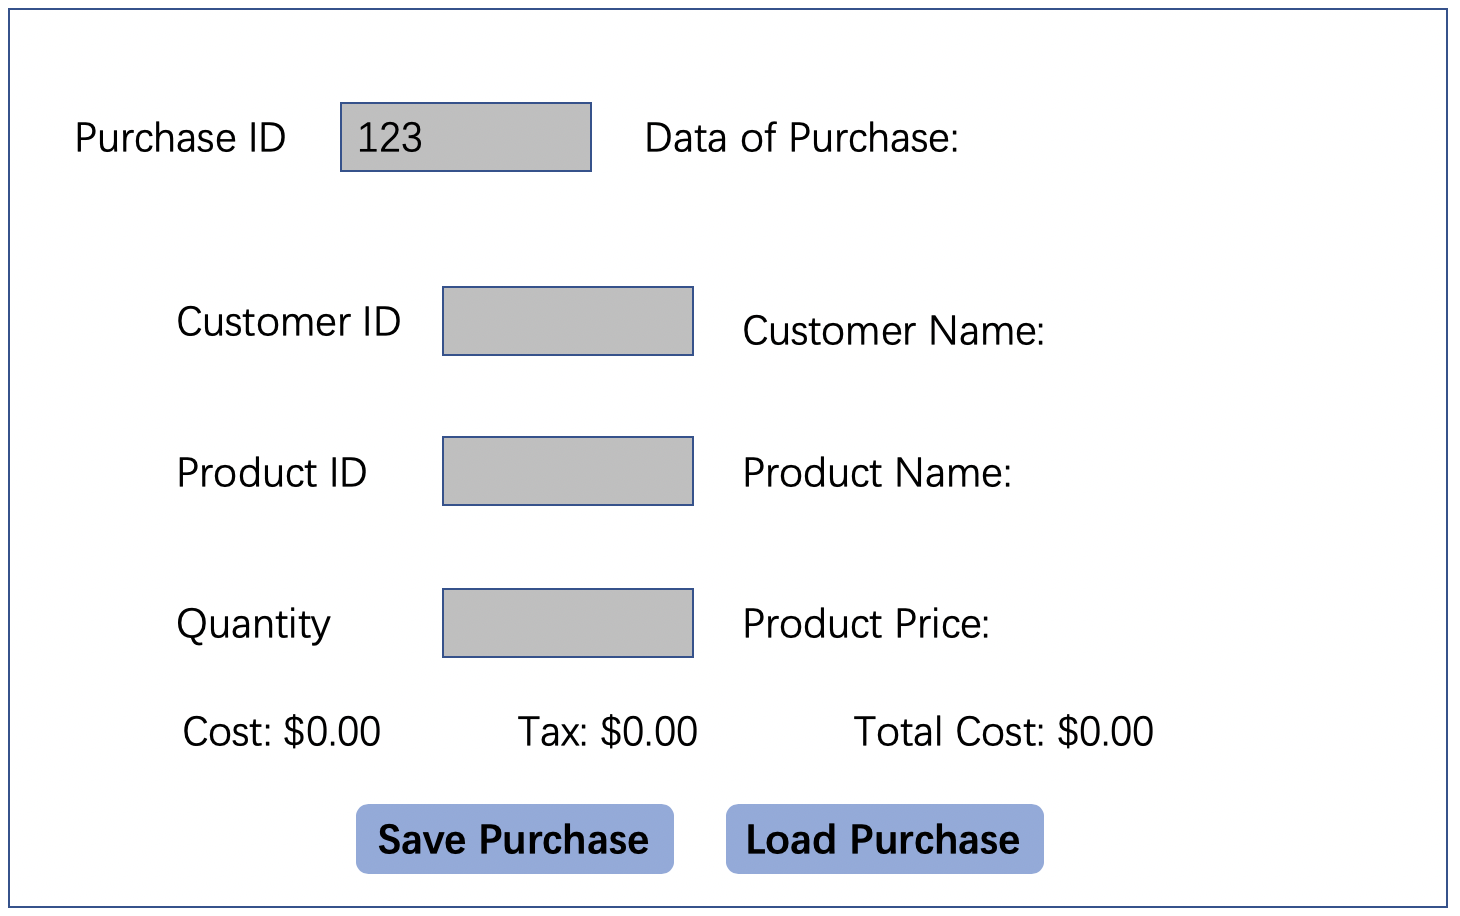 Purchase ID 123 Data of Purchase:
Customer ID Customer Name:
Product ID Product Name:
Quantity Product Price:
Cost: $0.00 Tax: $0.00 Total Cost: $0.00
Save Purchase Load Purchase